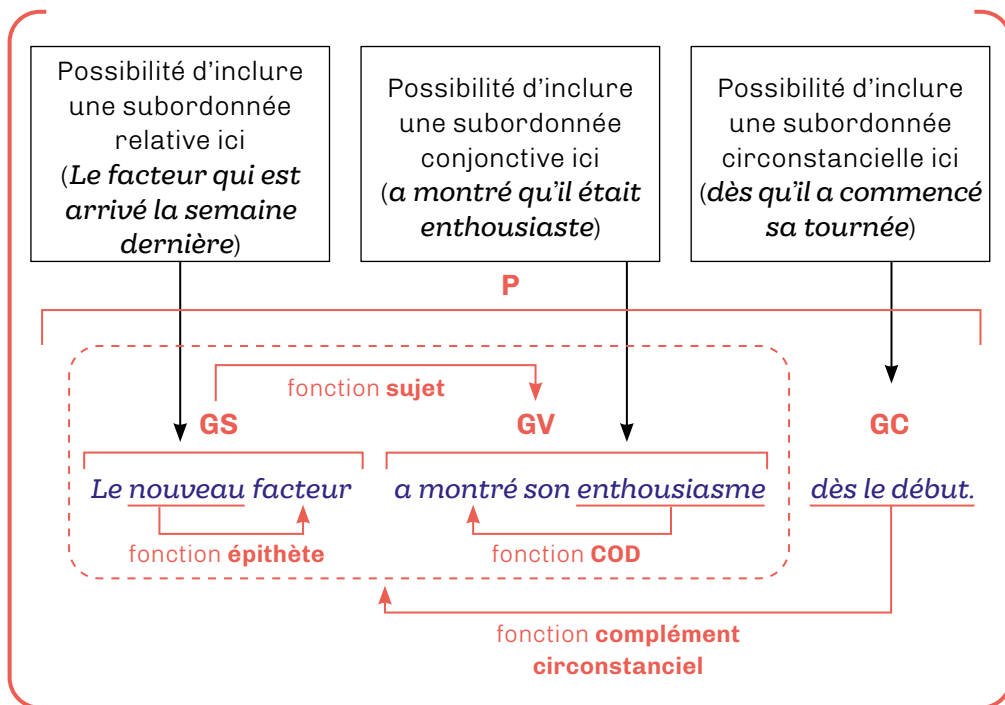 Possibilité d’inclure
une subordonnée
relative ici
(Le facteur qui est
arrivé la semaine
dernière)
Possibilité d’inclure
une subordonnée
conjonctive ici
(a montré qu’il était
enthousiaste)
Possibilité d’inclure
une subordonnée
circonstancielle ici
(dès qu’il a commencé
sa tournée)
P
fonction sujet
GS
GV
GC
Le nouveau facteur
a montré son enthousiasme
dès le début.
fonction épithète
fonction COD
fonction complément
circonstanciel